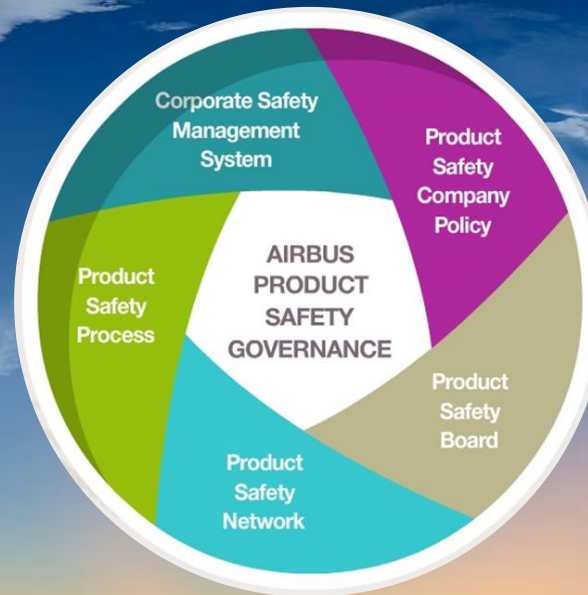 Corporate Safety
Management
System
Product
Safety
Company
Policy
AIRBUS
PRODUCT
SAFETY
GOVERNANCE
Product
Safety
Process
Product
Safety
Board
Product
Safety
Network